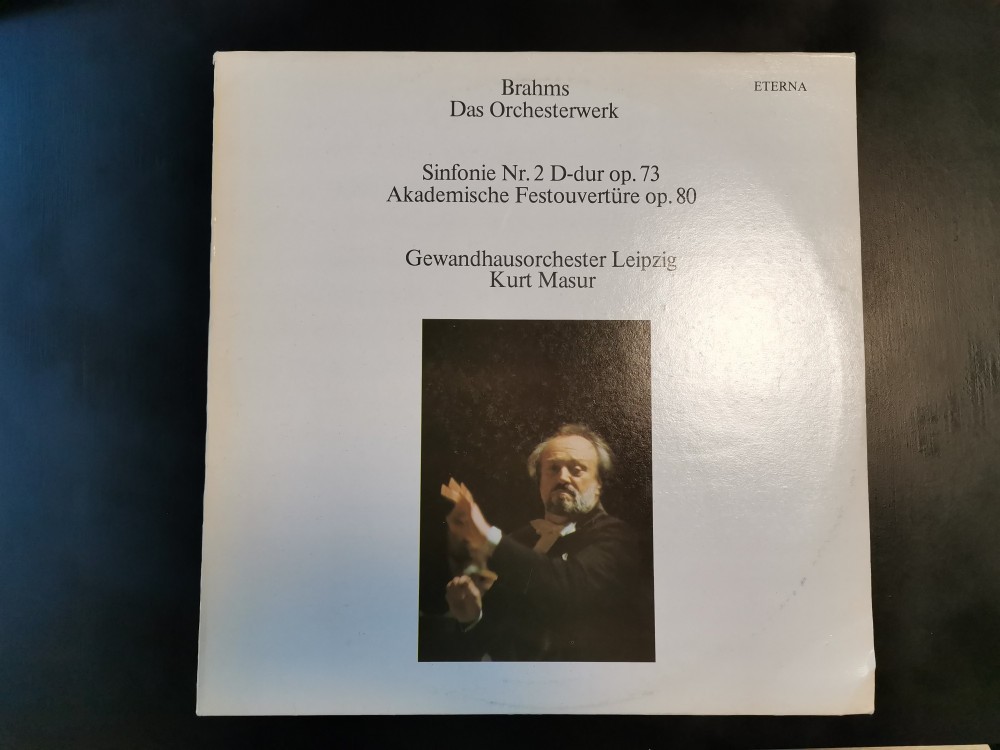 Brahms
Das Orchesterwerk
ETERNA
Sinfonie Nr. 2 D-dur op. 73
Akademische Festouvertüre op. 80
Gewandhausorchester Leipzig
Kurt Masur